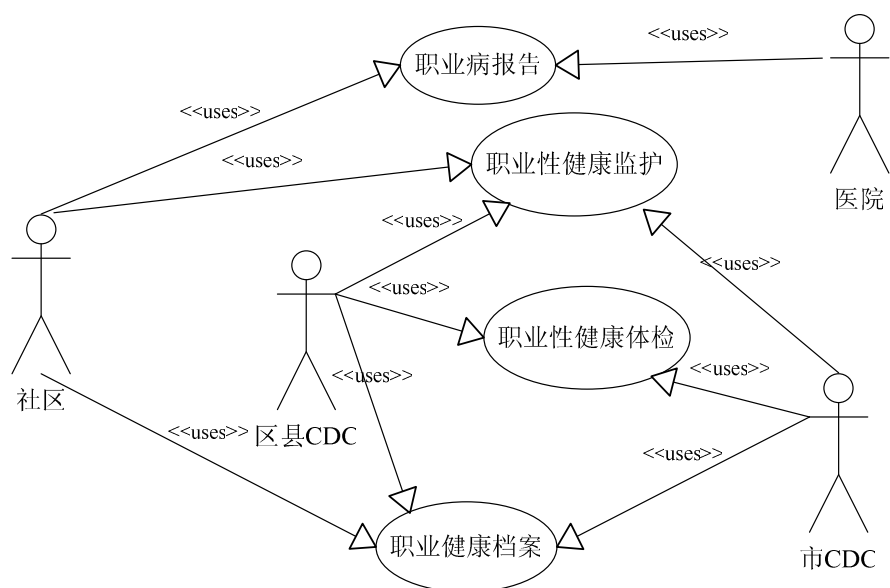 <<uses>>
职业病报告
<<uses>>
<<uses>>
职业性健康监护
医院
<<uses>>
<<uses>>
<<uses>>
职业性健康体检
<<uses>>
<<uses>>
社区
<<uses>>
区县CDC
<<uses>>
职业健康档案
市CDC